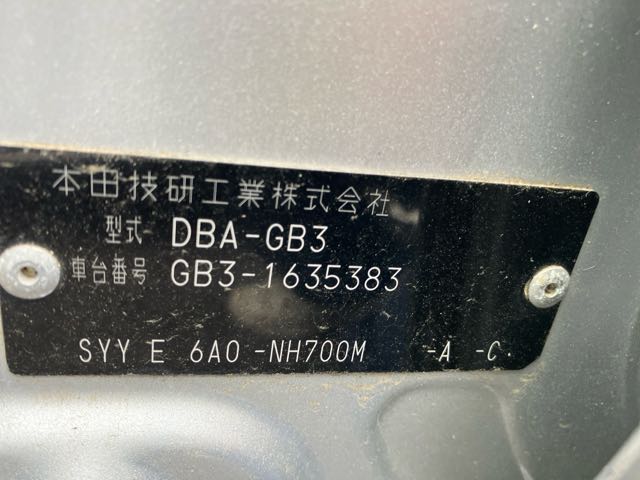 本田技研工業株式会社
型式 DBA-GB3
車台番号 GB3-1635383
SYY E 6A0 -NH700M -A -C